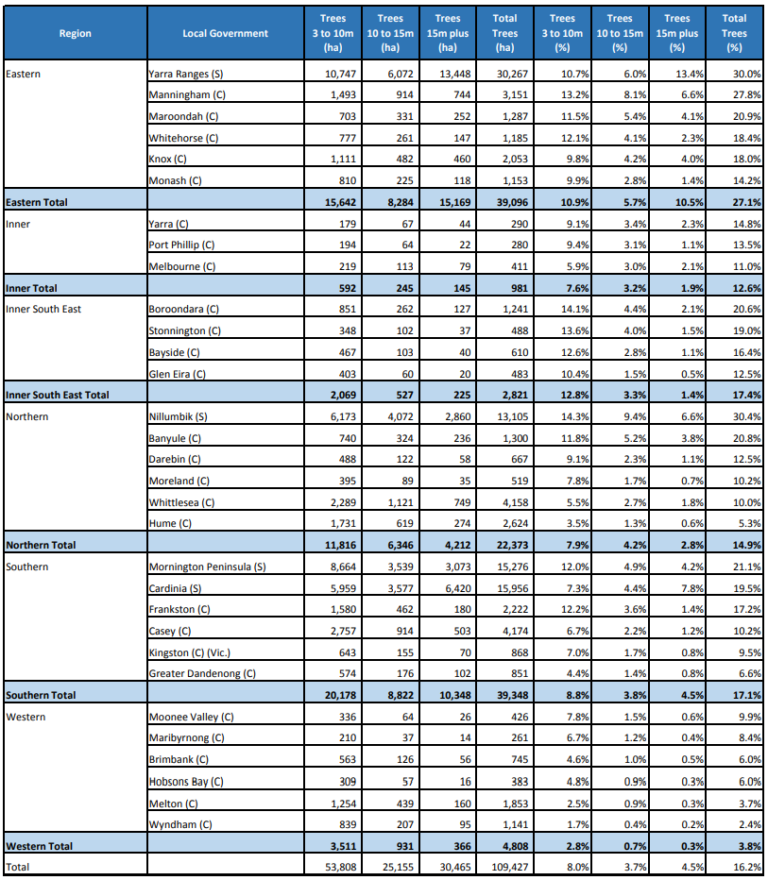 Region Local Government Trees 3 to 10m (ha) Trees 10 to 15m (ha) Trees 15m plus (ha) Total Trees (ha) Trees 3 to 10m (%) Trees 10 to 15m (%) Trees 15m plus (%) Total Trees (%)
Eastern Yarra Ranges (S) 10,747 6,072 13,448 30,267 10.7% 6.0% 13.4% 30.0%
Manningham (C) 1,493 914 744 3,151 13.2% 8.1% 6.6% 27.8%
Maroondah (C) 703 331 252 1,287 11.5% 5.4% 4.1% 20.9%
Whitehorse (C) 777 261 147 1,185 12.1% 4.1% 2.3% 18.4%
Knox (C) 1,111 482 460 2,053 9.8% 4.2% 4.0% 18.0%
Monash (C) 810 225 118 1,153 9.9% 2.8% 1.4% 14.2%
Eastern Total 15,642 8,284 15,169 39,096 10.9% 5.7% 10.5% 27.1%
Inner Yarra (C) 179 67 44 290 9.1% 3.4% 2.3% 14.8%
Port Phillip (C) 194 64 22 280 9.4% 3.1% 1.1% 13.5%
Melbourne (C) 219 113 79 411 5.9% 3.0% 2.1% 11.0%
Inner Total 592 245 145 981 7.6% 3.2% 1.9% 12.6%
Inner South East Boroondara (C) 851 262 127 1,241 14.1% 4.4% 2.1% 20.6%
Stonnington (C) 348 102 37 488 13.6% 4.0% 1.5% 19.0%
Bayside (C) 467 103 40 610 12.6% 2.8% 1.1% 16.4%
Glen Eira (C) 403 60 20 483 10.4% 1.5% 0.5% 12.5%
Inner South East Total 2,069 527 225 2,821 12.8% 3.3% 1.4% 17.4%
Northern Nillumbik (S) 6,173 4,072 2,860 13,105 14.3% 9.4% 6.6% 30.4%
Banyule (C) 740 324 236 1,300 11.8% 5.2% 3.8% 20.8%
Darebin (C) 488 122 58 667 9.1% 2.3% 1.1% 12.5%
Moreland (C) 395 89 35 519 7.8% 1.7% 0.7% 10.2%
Whittlesea (C) 2,289 1,121 749 4,158 5.5% 2.7% 1.8% 10.0%
Hume (C) 1,731 619 274 2,624 3.5% 1.3% 0.6% 5.3%
Northern Total 11,816 6,346 4,212 22,373 7.9% 4.2% 2.8% 14.9%
Southern Mornington Peninsula (S) 8,664 3,539 3,073 15,276 12.0% 4.9% 4.2% 21.1%
Cardinia (S) 5,959 3,577 6,420 15,956 7.3% 4.4% 7.8% 19.5%
Frankston (C) 1,580 462 180 2,222 12.2% 3.6% 1.4% 17.2%
Casey (C) 2,757 914 503 4,174 6.7% 2.2% 1.2% 10.2%
Kingston (C) (Vic.) 643 155 70 868 7.0% 1.7% 0.8% 9.5%
Greater Dandenong (C) 574 176 102 851 4.4% 1.4% 0.8% 6.6%
Southern Total 20,178 8,822 10,348 39,348 8.8% 3.8% 4.5% 17.1%
Western Moonee Valley (C) 336 64 26 426 7.8% 1.5% 0.6% 9.9%
Maribyrnong (C) 210 37 14 261 6.7% 1.2% 0.4% 8.4%
Brimbank (C) 563 126 56 745 4.6% 1.0% 0.5% 6.0%
Hobsons Bay (C) 309 57 16 383 4.8% 0.9% 0.3% 6.0%
Melton (C) 1,254 439 160 1,853 2.5% 0.9% 0.3% 3.7%
Wyndham (C) 839 207 95 1,141 1.7% 0.4% 0.2% 2.4%
Western Total 3,511 931 366 4,808 2.8% 0.7% 0.3% 3.8%
Total 53,808 25,155 30,465 109,427 8.0% 3.7% 4.5% 16.2%